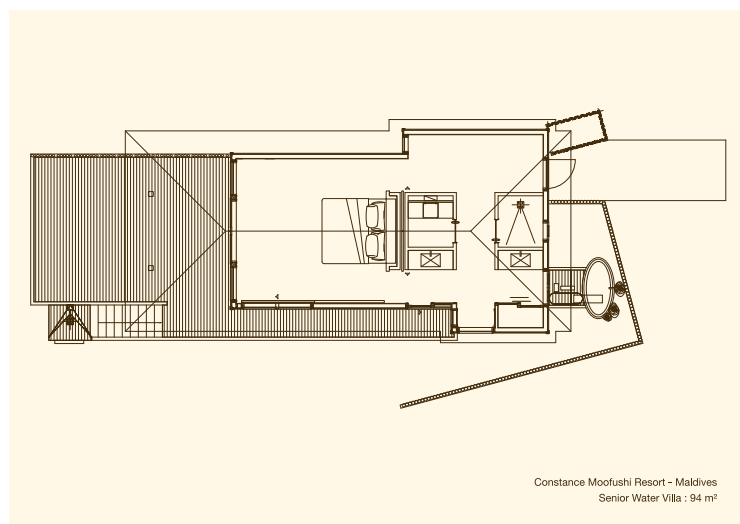 Constance Moofushi Resort - Maldives
Senior Water Villa : 94 m²